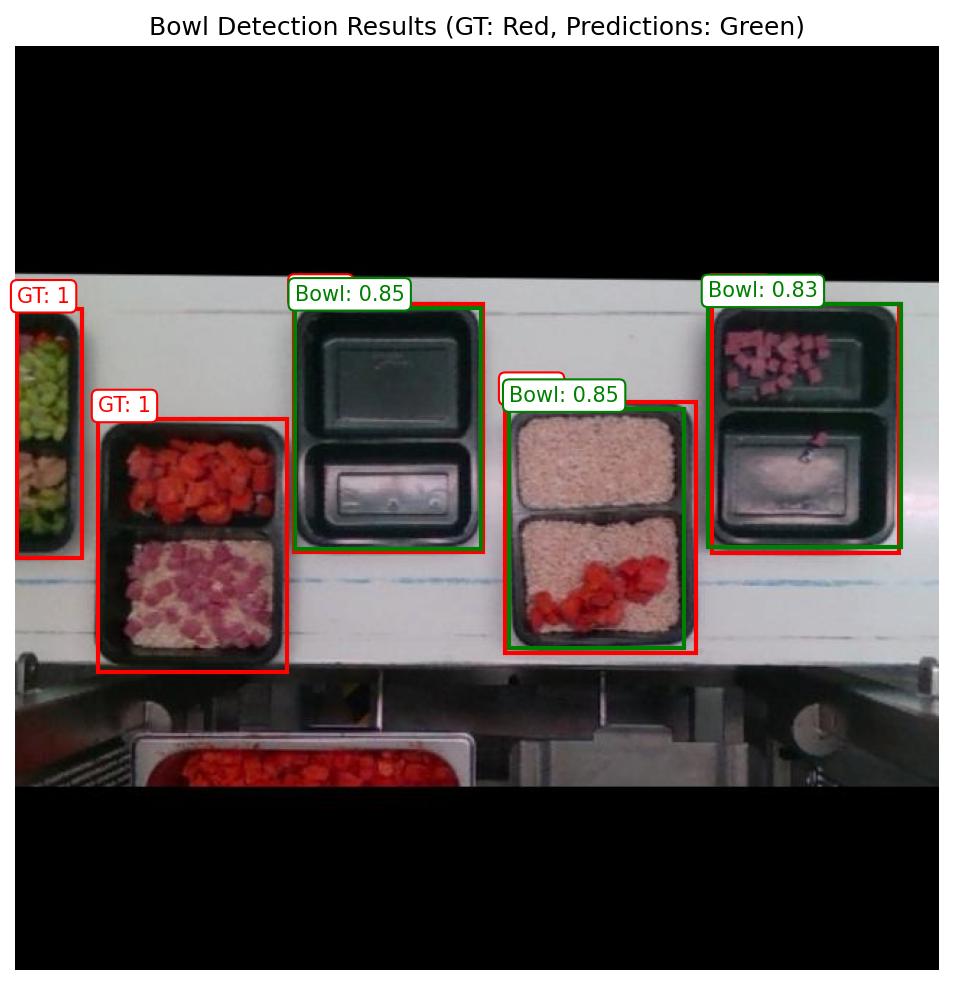 Bowl Detection Results (GT: Red, Predictions: Green)
GT: 1
Bowl: 0.85
Bowl: 0.83
GT: 1
Bowl: 0.85